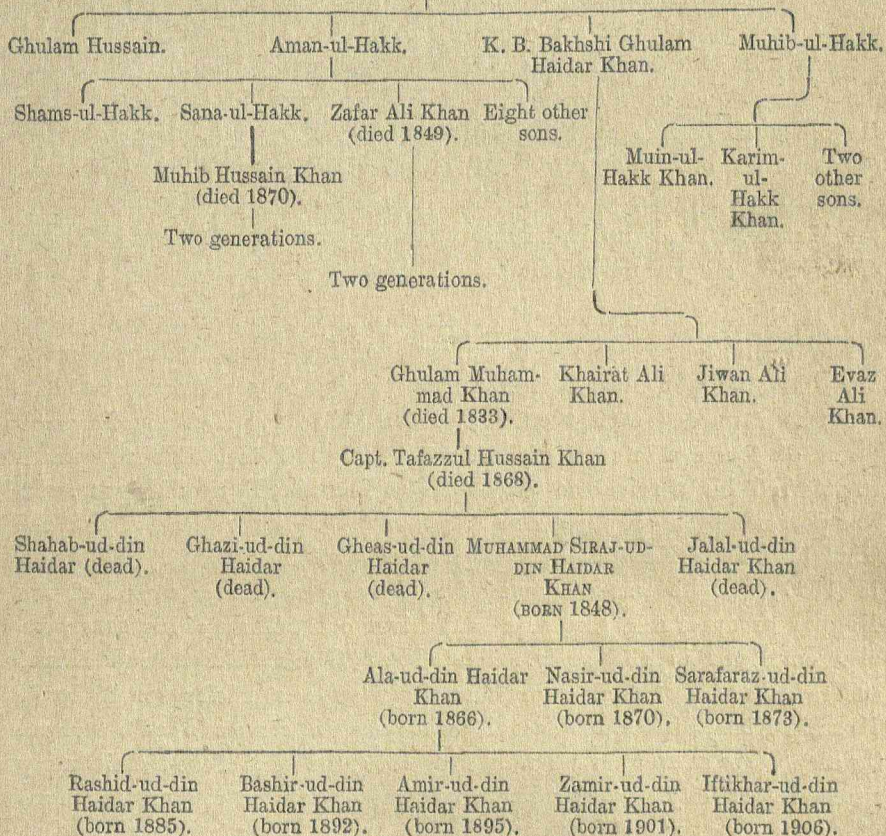 Ghulam Hussain. Aman-ul-Hakk. K. B. Bakhshi Ghulam Muhib-ul-Hakk.
Haidar Khan.
Shams-ul-Hakk. Sana-ul-Hakk. Zafar Ali Khan Eight other
(died 1849). sons.
Muin-ul- Karim- Two
Hakk Khan. ul- other
Hakk sons.
Khan.
Muhib Hussain Khan
(died 1870).
Two generations.
Two generations.
Ghulam Muham- Khairat Ali Jiwan Ali Evaz
mad Khan Khan. Khan. Ali
(died 1833). Khan.
Capt. Tafazzul Hussain Khan
(died 1868).
Shahab-ud-din Ghazi-ud-din Gheas-ud-din MUHAMMAD SIRAJ-UD- Jalal-ud-din
Haidar (dead). Haidar Haidar DIN HAIDAR Haidar Khan
(dead). (dead). KHAN (dead).
(BORN 1848).
Ala-ud-din Haidar Nasir-ud-din Sarafaraz-ud-din
Khan Haidar Khan Haidar Khan
(born 1866). (born 1870). (born 1873).
Rashid-ud-din Bashir-ud-din Amir-ud-din Zamir-ud-din Iftikhar-ud-din
Haidar Khan Haidar Khan Haidar Khan Haidar Khan Haidar Khan
(born 1885). (born 1892). (born 1895). (born 1901). (born 1906).